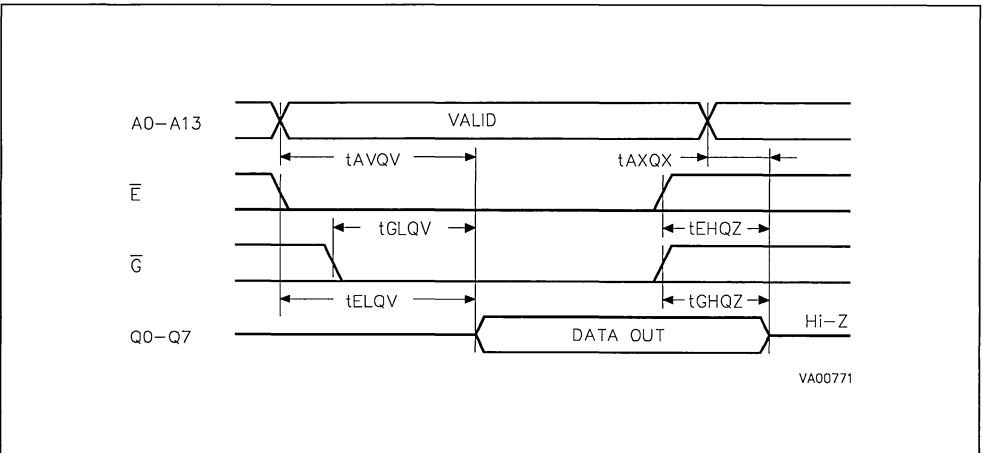 A0-A13
VALID
tAVQV
tAXQX
E
tGLQV
tEHQZ
G
tELQV
tGHQZ
Q0-Q7
DATA OUT
Hi-Z
VA00771